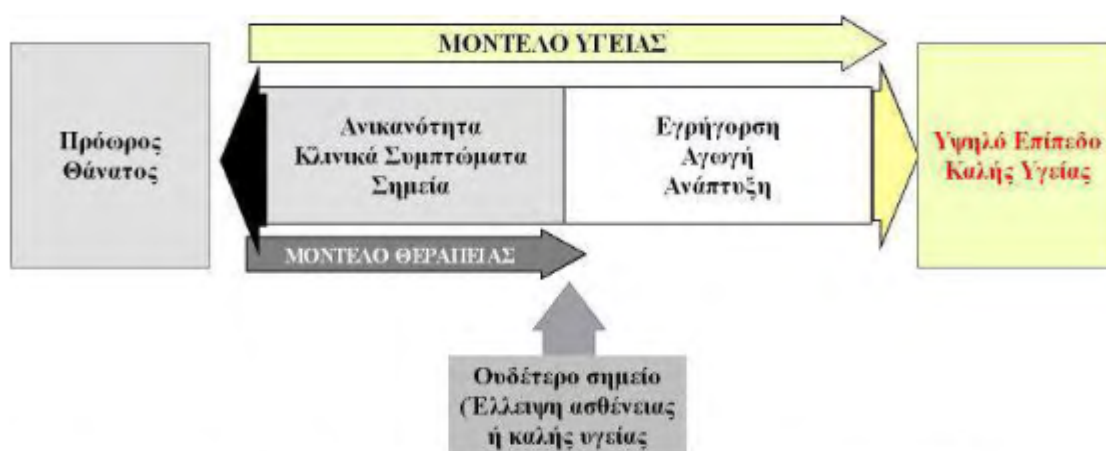 ΜΟΝΤΕΛΟ ΥΓΕΙΑΣ
Πρόωρος
Θάνατος
Ανικανότητα
Κλινικά Συμπτώματα
Σημεία
Εγρήγορση
Αγωγή
Ανάπτυξη
Υψηλό Επίπεδο
Καλής Υγείας
ΜΟΝΤΕΛΟ ΘΕΡΑΠΕΙΑΣ
Ουδέτερο σημείο
(Έλλειψη ασθένειας
ή καλής υγείας